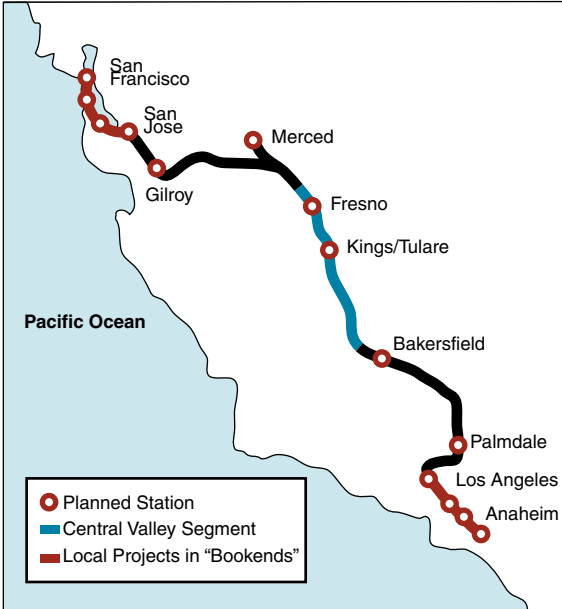 San
Francisco
San
Jose
Merced
Gilroy
Fresno
Kings/Tulare
Pacific Ocean
Bakersfield
Palmdale
Los Angeles
Anaheim
Planned Station
Central Valley Segment
Local Projects in “Bookends”